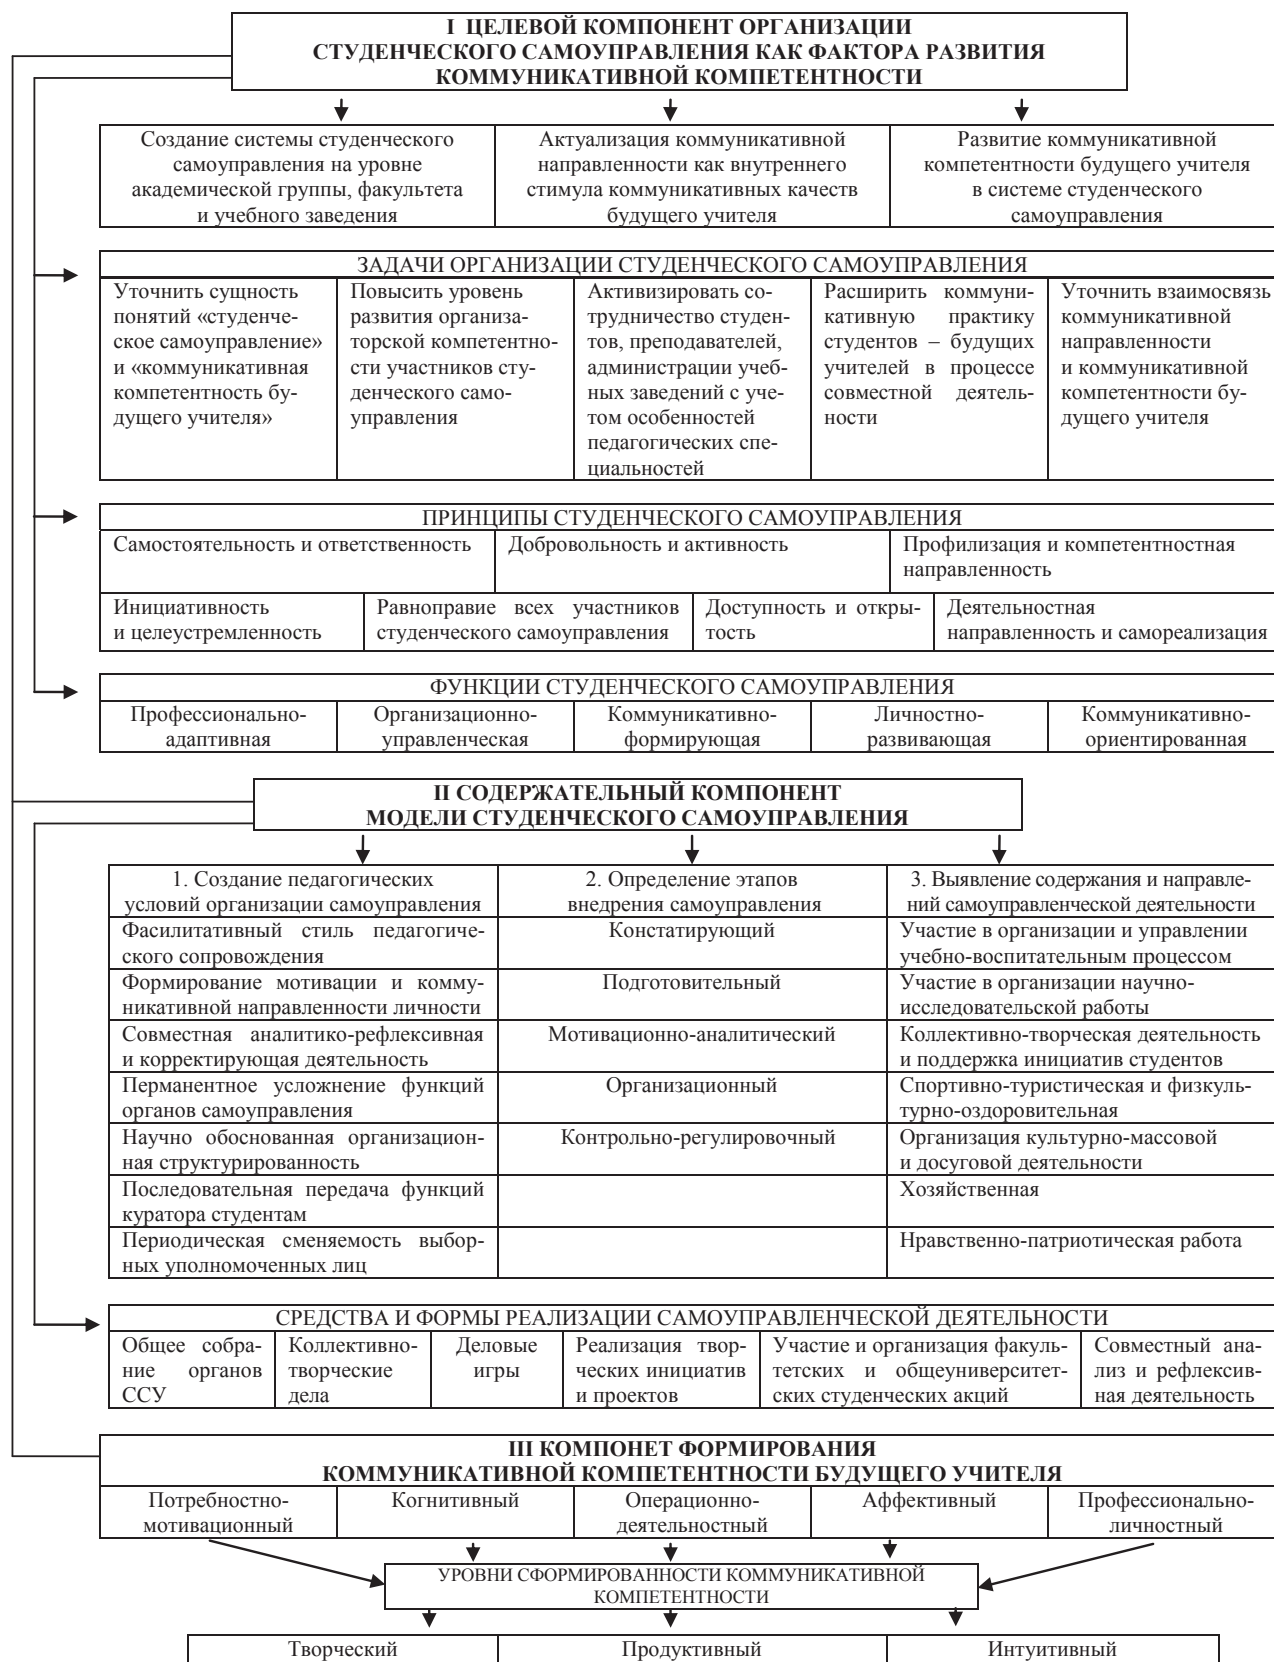 I ЦЕЛЕВОЙ КОМПОНЕНТ ОРГАНИЗАЦИИ
СТУДЕНЧЕСКОГО САМОУПРАВЛЕНИЯ КАК ФАКТОРА РАЗВИТИЯ
КОММУНИКАТИВНОЙ КОМПЕТЕНТНОСТИ
Создание системы студенческого
самоуправления на уровне
академической группы, факультета
и учебного заведения
Актуализация коммуникативной
направленности как внутреннего
стимула коммуникативных качеств
будущего учителя
Развитие коммуникативной
компетентности будущего учителя
в системе студенческого
самоуправления
ЗАДАЧИ ОРГАНИЗАЦИИ СТУДЕНЧЕСКОГО САМОУПРАВЛЕНИЯ
Уточнить сущность
понятий «студенче-
ское самоуправление»
и «коммуникативная
компетентность бу-
дущего учителя»
Повысить уровень
развития организа-
торской компетентно-
сти участников сту-
денческого само-
управления
Активизировать со-
трудничество студен-
тов, преподавателей,
администрации учеб-
ных заведений с уче-
том особенностей
педагогических спе-
циальностей
Расширить коммуни-
кативную практику
студентов – будущих
учителей в процессе
совместной деятель-
ности
Уточнить взаимосвязь
коммуникативной
направленности
и коммуникативной
компетентности бу-
дущего учителя
ПРИНЦИПЫ СТУДЕНЧЕСКОГО САМОУПРАВЛЕНИЯ
Самостоятельность и ответственность
Добровольность и активность
Профилизация и компетентностная
направленность
Инициативность
и целеустремленность
Равноправие всех участников
студенческого самоуправления
Доступность и откры-
тость
Деятельностная
направленность и самореализация
ФУНКЦИИ СТУДЕНЧЕСКОГО САМОУПРАВЛЕНИЯ
Профессионально-
адаптивная
Организационно-
управленческая
Коммуникативно-
формирующая
Личностно-
развивающая
Коммуникативно-
ориентированная
II СОДЕРЖАТЕЛЬНЫЙ КОМПОНЕНТ
МОДЕЛИ СТУДЕНЧЕСКОГО САМОУПРАВЛЕНИЯ
1. Создание педагогических
условий организации самоуправления
2. Определение этапов
внедрения самоуправления
3. Выявление содержания и направле-
ний самоуправленческой деятельности
Фасилитативный стиль педагогиче-
ского сопровождения
Констатирующий
Участие в организации и управлении
учебно-воспитательным процессом
Формирование мотивации и комму-
никативной направленности личности
Подготовительный
Участие в организации научно-
исследовательской работы
Совместная аналитико-рефлексивная
и корректирующая деятельность
Мотивационно-аналитический
Коллективно-творческая деятельность
и поддержка инициатив студентов
Перманентное усложнение функций
органов самоуправления
Организационный
Спортивно-туристическая и физкуль-
турно-оздоровительная
Научно обоснованная организацион-
ная структурированность
Контрольно-регулировочный
Организация культурно-массовой
и досуговой деятельности
Последовательная передача функций
куратора студентам
Хозяйственная
Периодическая сменяемость выбор-
ных уполномоченных лиц
Нравственно-патриотическая работа
СРЕДСТВА И ФОРМЫ РЕАЛИЗАЦИИ САМОУПРАВЛЕНЧЕСКОЙ ДЕЯТЕЛЬНОСТИ
Общее собра-
ние органов
ССУ
Коллективно-
творческие
дела
Деловые
игры
Реализация твор-
ческих инициатив
и проектов
Участие и организация факуль-
тетских и общеуниверситет-
ских студенческих акций
Совместный ана-
лиз и рефлексив-
ная деятельность
III КОМПОНЕТ ФОРМИРОВАНИЯ
КОММУНИКАТИВНОЙ КОМПЕТЕНТНОСТИ БУДУЩЕГО УЧИТЕЛЯ
Потребностно-
мотивационный
Когнитивный
Операционно-
деятельностный
Аффективный
Профессионально-
личностный
УРОВНИ СФОРМИРОВАННОСТИ КОММУНИКАТИВНОЙ
КОМПЕТЕНТНОСТИ
Творческий
Продуктивный
Интуитивный